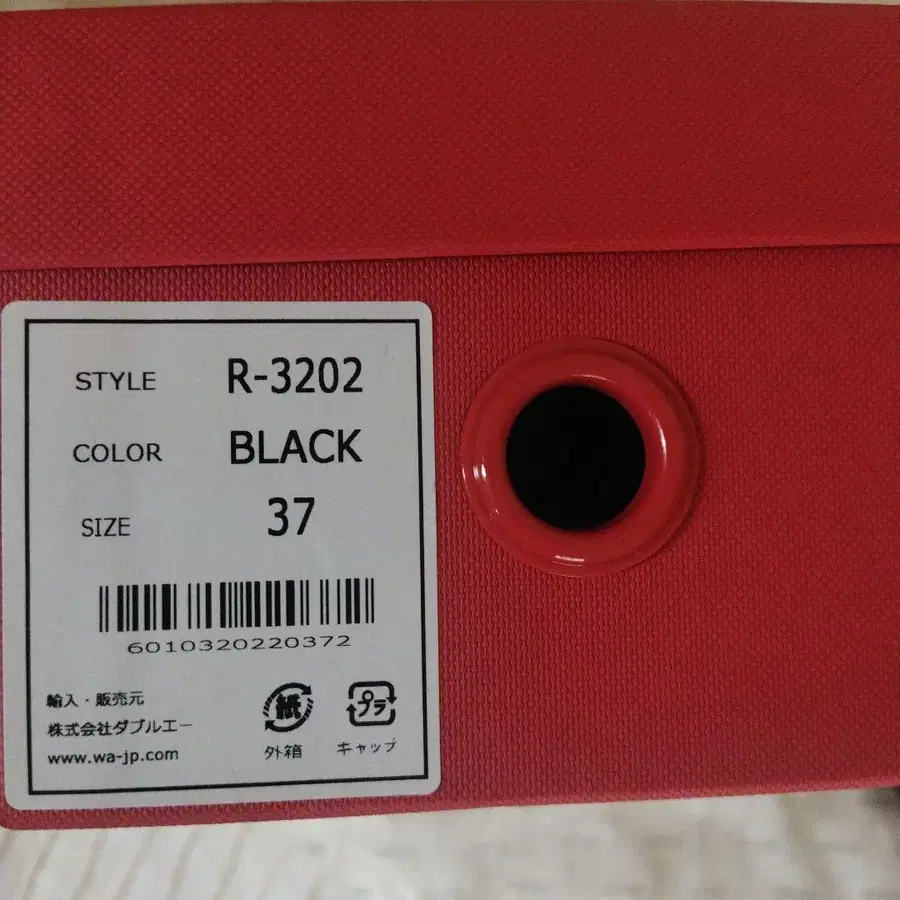 STYLE R-3202
COLOR BLACK
SIZE 37
6010320220372
輸入・販売元
株式会社ダブルエー
www.wa-jp.com
紙
外箱
プラ
キャップ